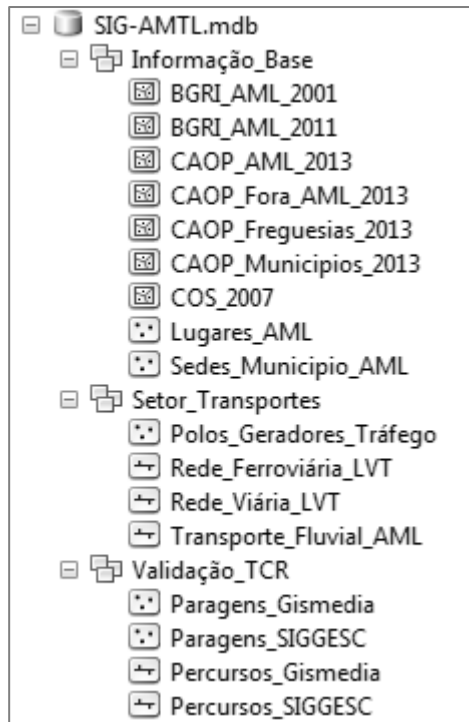 SIG-AMTL.mdb
Informação_Base
BGRI_AML_2001
BGRI_AML_2011
CAOP_AML_2013
CAOP_Fora_AML_2013
CAOP_Freguesias_2013
CAOP_Municipios_2013
COS_2007
Lugares_AML
Sedes_Municipio_AML
Setor_Transportes
Polos_Geradores_Tráfego
Rede_Ferroviária_LVT
Rede_Viária_LVT
Transporte_Fluvial_AML
Validação_TCR
Paragens_Gismedia
Paragens_SIGGESC
Percursos_Gismedia
Percursos_SIGGESC